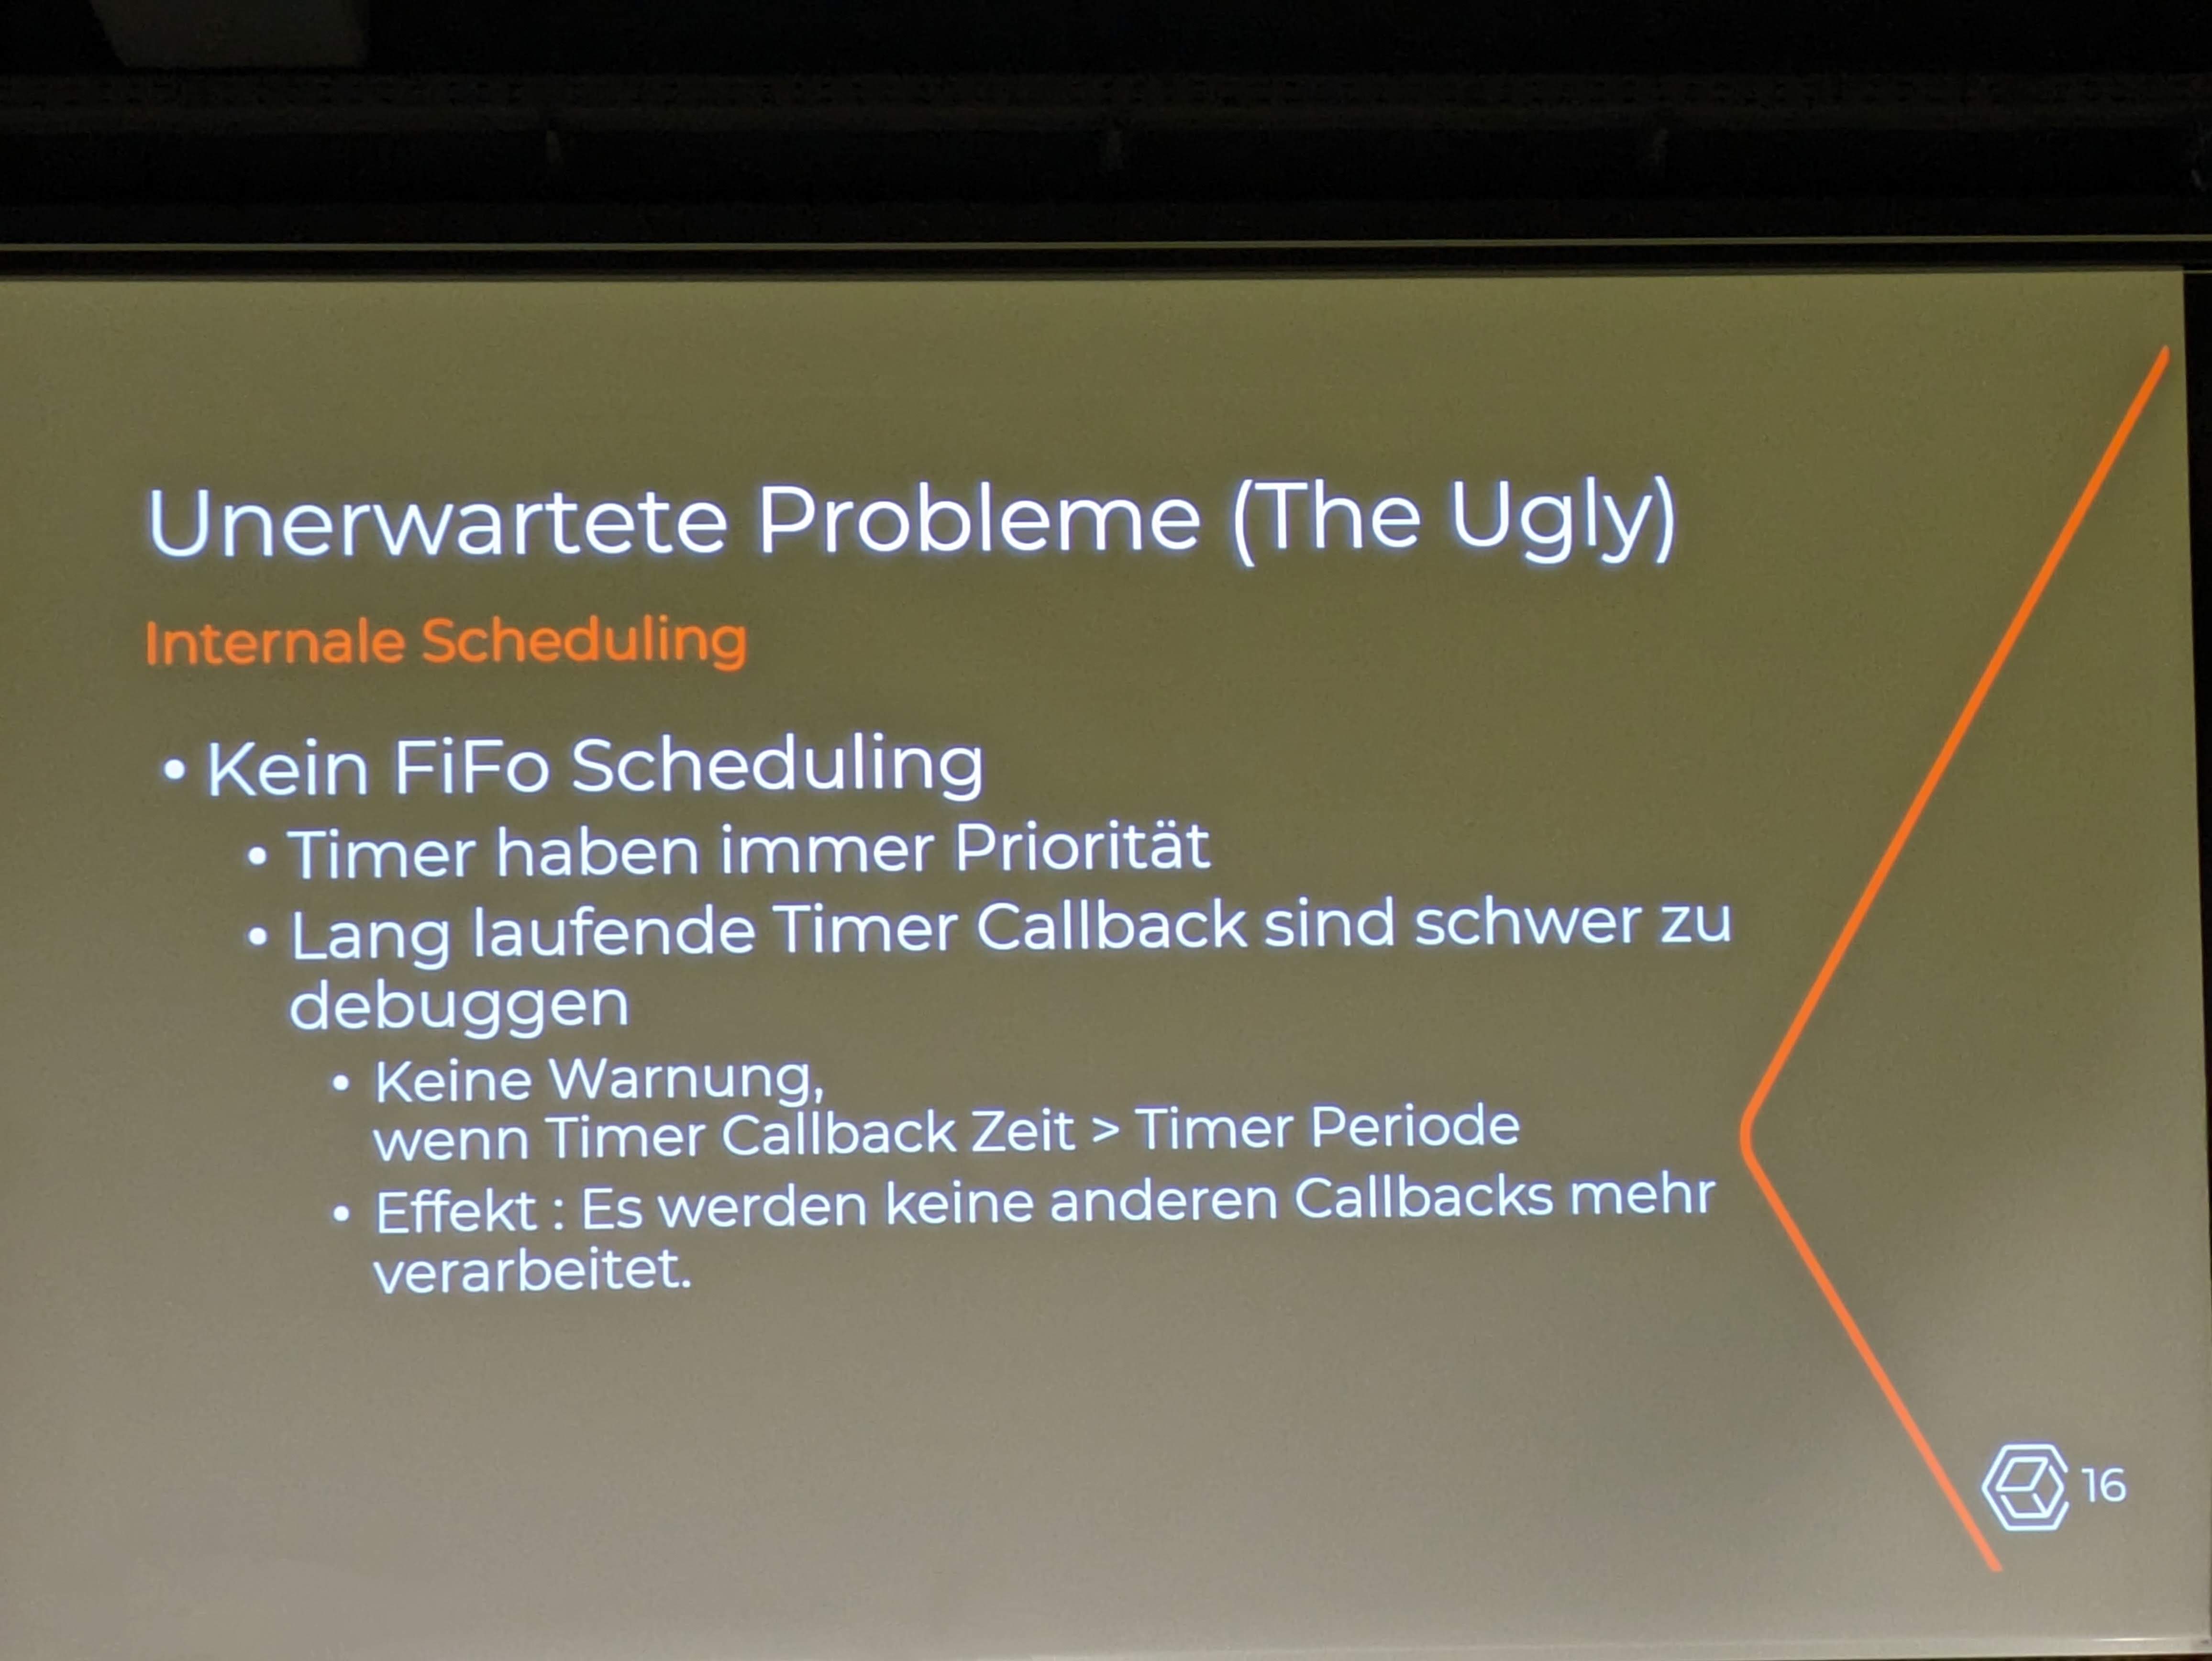 Unerwartete Probleme (The Ugly)
Internale Scheduling
• Kein FiFo Scheduling
• Timer haben immer Priorität
• Lang laufende Timer Callback sind schwer zu
debuggen
• Keine Warnung,
wenn Timer Callback Zeit > Timer Periode
• Effekt : Es werden keine anderen Callbacks mehr
verarbeitet.
16